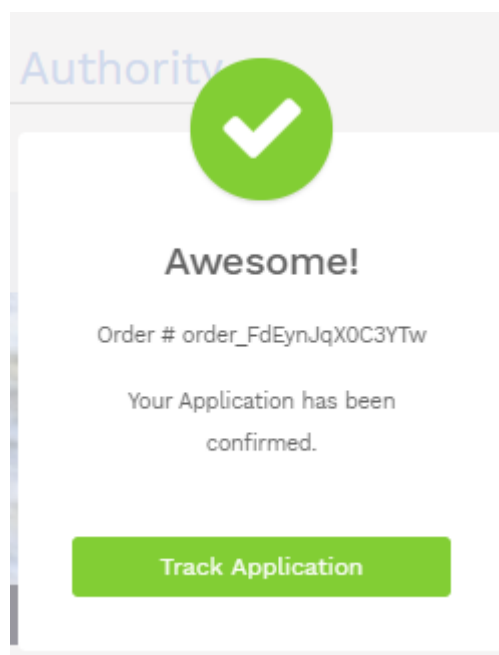 Authority
Awesome!
Order # order_FdEynJqX0C3YTw
Your Application has been
confirmed.
Track Application